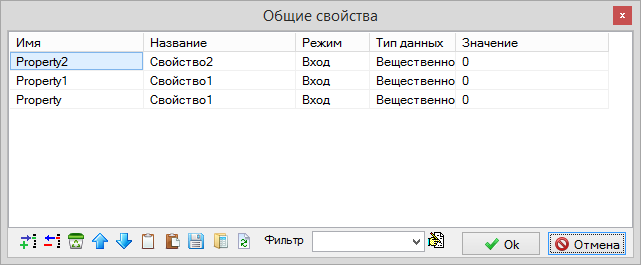 Общие свойства
Имя Название Режим Тип данных Значение
Property2 Свойство2 Вход Вещественно 0
Property1 Свойство1 Вход Вещественно 0
Property Свойство1 Вход Вещественно 0
Фильтр Ok Отмена